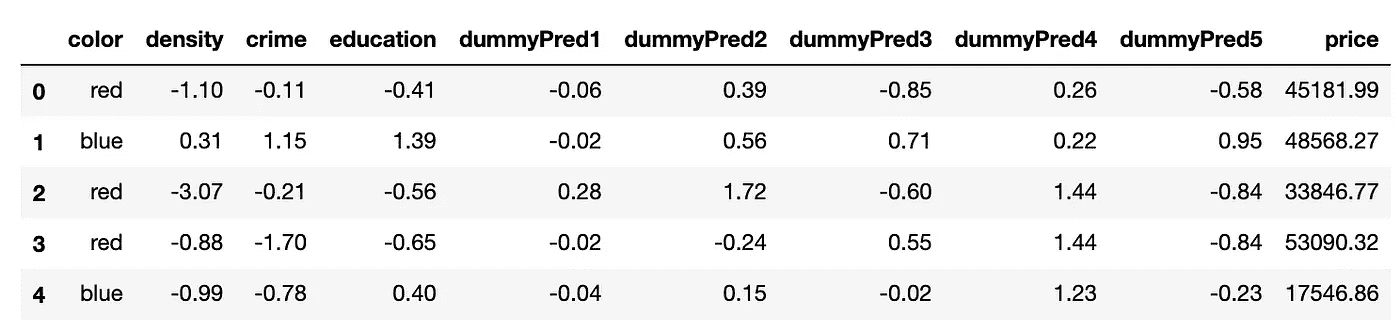 color density crime education dummyPred1 dummyPred2 dummyPred3 dummyPred4 dummyPred5 price
0 red -1.10 -0.11 -0.41 -0.06 0.39 -0.85 0.26 -0.58 45181.99
1 blue 0.31 1.15 1.39 -0.02 0.56 0.71 0.22 0.95 48568.27
2 red -3.07 -0.21 -0.56 0.28 1.72 -0.60 1.44 -0.84 33846.77
3 red -0.88 -1.70 -0.65 -0.02 -0.24 0.55 1.44 -0.84 53090.32
4 blue -0.99 -0.78 0.40 -0.04 0.15 -0.02 1.23 -0.23 17546.86